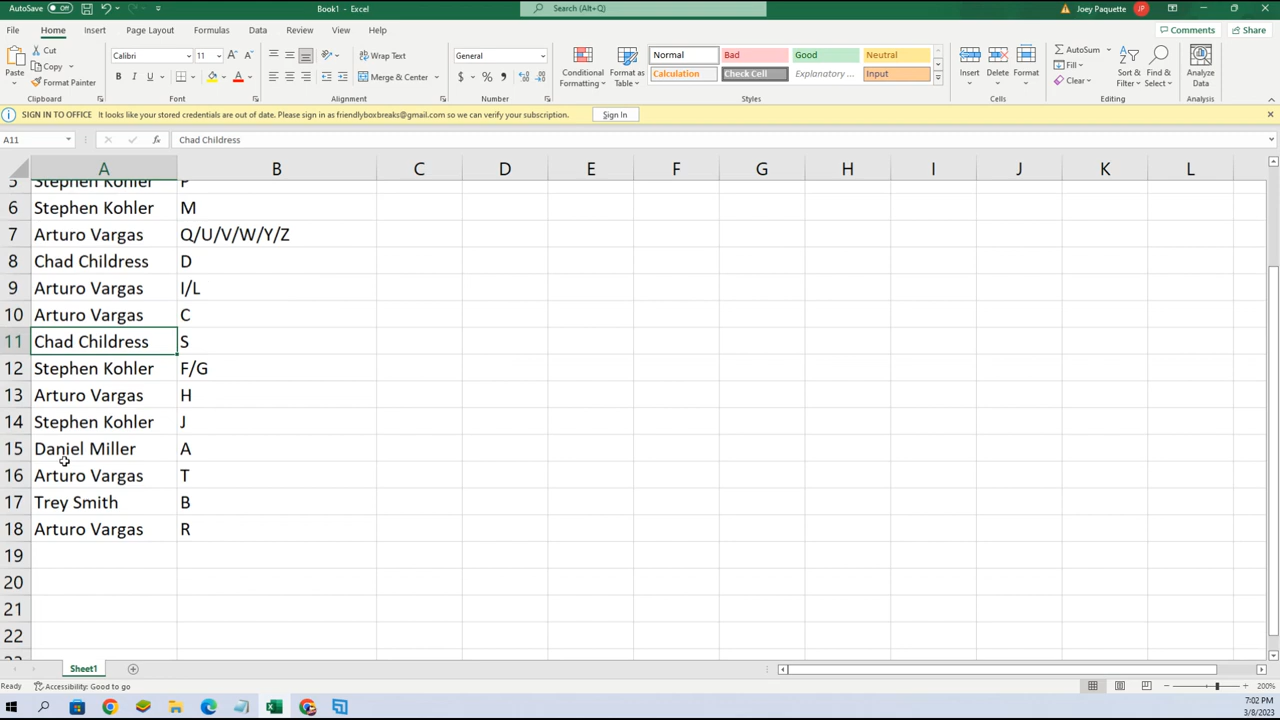 AutoSave Off Book1 - Excel Search (Alt+Q) Joey Paquette JP
File Home Insert Page Layout Formulas Data Review View Help Comments Share
Paste Cut Copy Format Painter
Calibri 11 Wrap Text General
B I U Merge & Center $ % ,
Conditional Formatting Format as Table
Normal Bad Good Neutral
Calculation Check Cell Explanatory ... Input
Insert Delete Format
AutoSum Fill Clear
Sort & Filter Find & Select Analyze Data
Clipboard Font Alignment Number Styles Cells Editing Analysis
SIGN IN TO OFFICE It looks like your stored credentials are out of date. Please sign in as friendlyboxbreaks@gmail.com so we can verify your subscription. Sign In
A11 fx Chad Childress
A B C D E F G H I J K L
5 Stephen Kohler P
6 Stephen Kohler M
7 Arturo Vargas Q/U/V/W/Y/Z
8 Chad Childress D
9 Arturo Vargas I/L
10 Arturo Vargas C
11 Chad Childress S
12 Stephen Kohler F/G
13 Arturo Vargas H
14 Stephen Kohler J
15 Daniel Miller A
16 Arturo Vargas T
17 Trey Smith B
18 Arturo Vargas R
19
20
21
22
23
Sheet1
Ready Accessibility: Good to go 200%
7:02 PM
3/8/2023